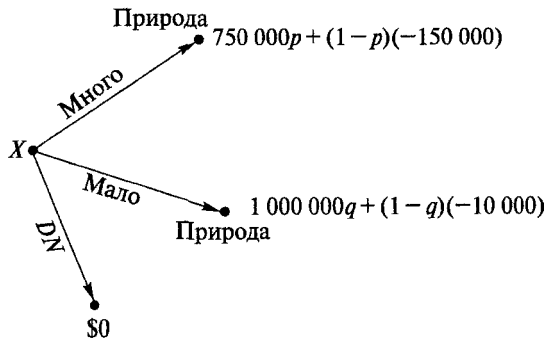 Природа
750 000p + (1 − p)(−150 000)
Много
X
Мало
1 000 000q + (1 − q)(−10 000)
Природа
DN
$0